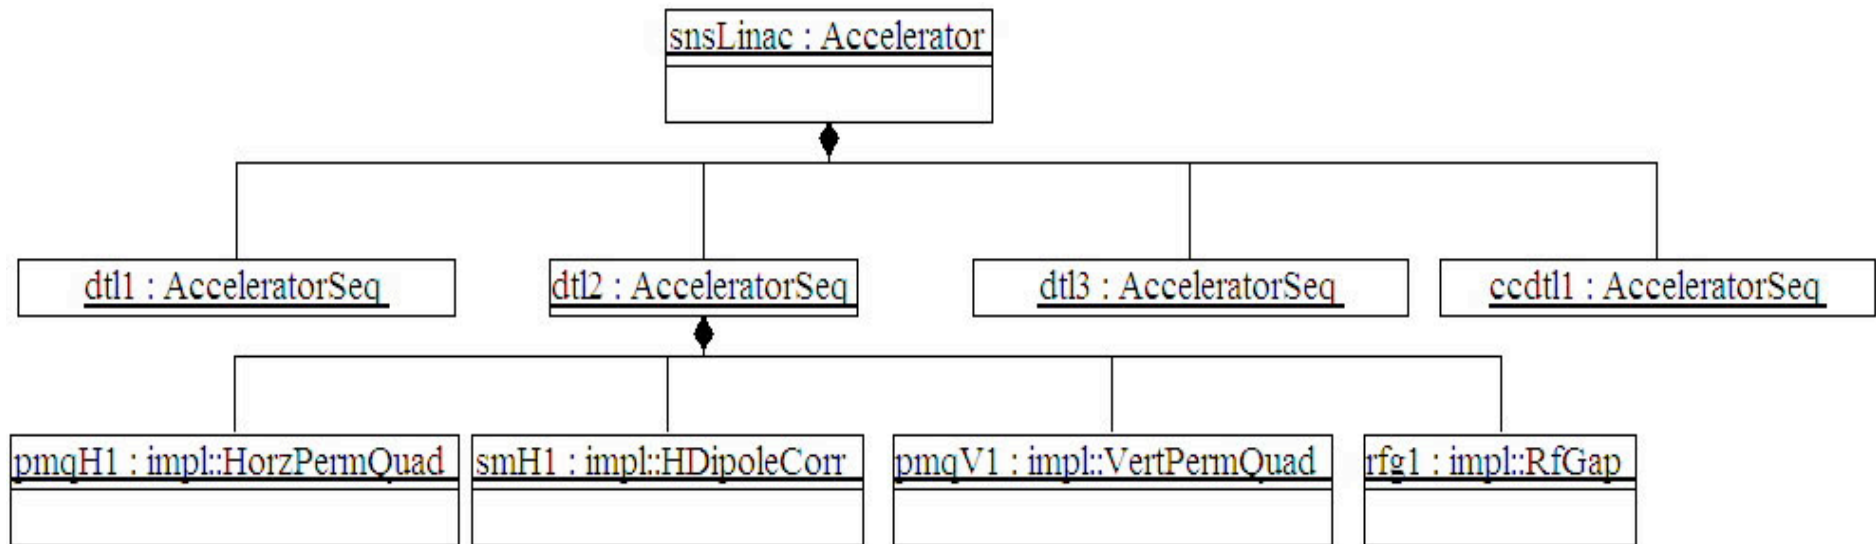 snsLinac : Accelerator
dtl1 : AcceleratorSeq
dtl2 : AcceleratorSeq
dtl3 : AcceleratorSeq
ccdtl1 : AcceleratorSeq
pmqH1 : impl::HorzPermQuad
smH1 : impl::HDipoleCorr
pmqV1 : impl::VertPermQuad
rfg1 : impl::RfGap